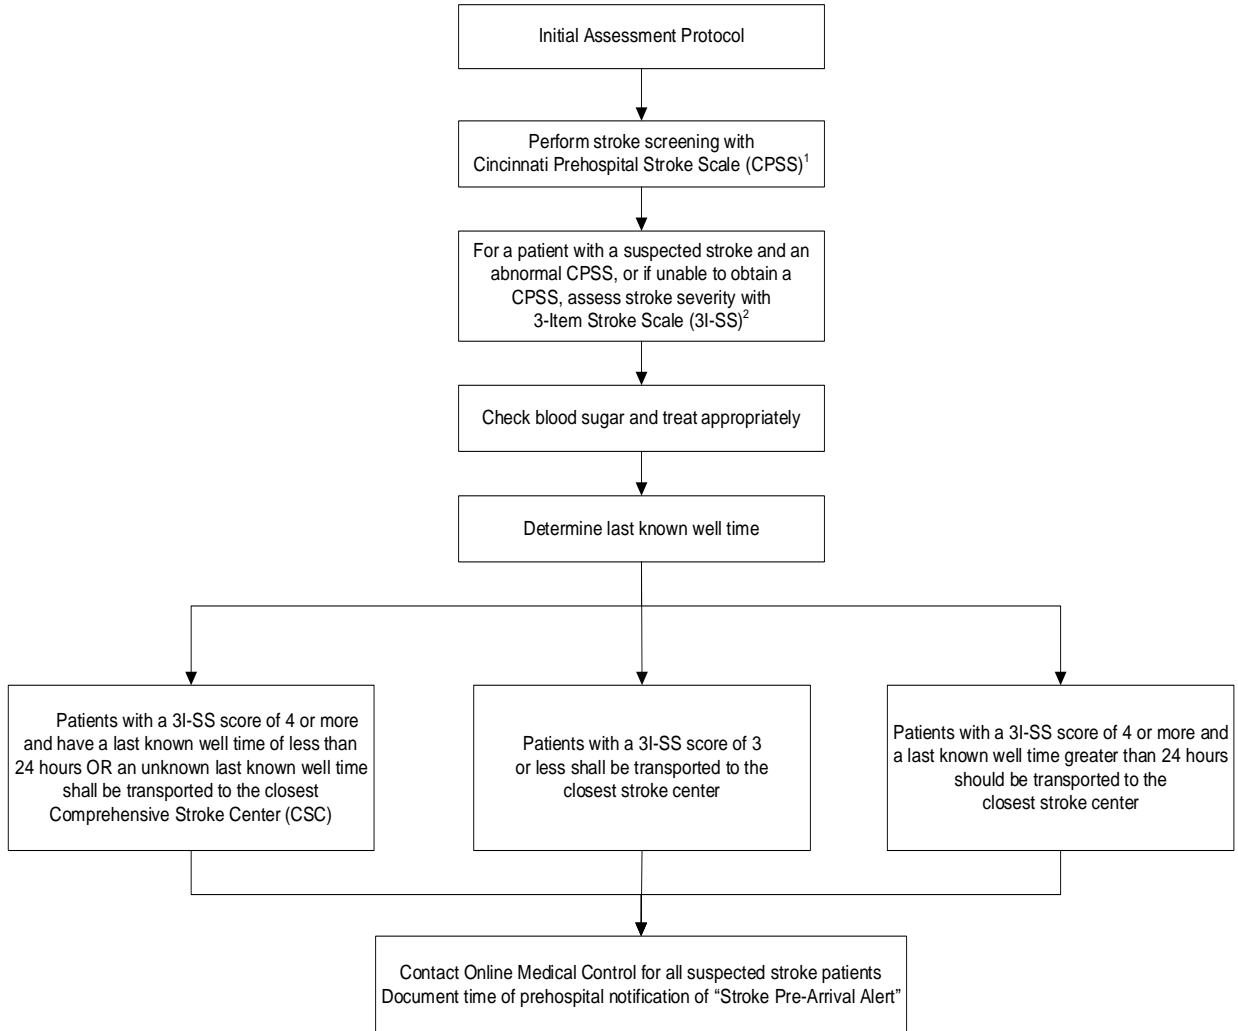 Initial Assessment Protocol
Perform stroke screening with
Cincinnati Prehospital Stroke Scale (CPSS)1
For a patient with a suspected stroke and an
abnormal CPSS, or if unable to obtain a
CPSS, assess stroke severity with
3-Item Stroke Scale (3I-SS)2
Check blood sugar and treat appropriately
Determine last known well time
Patients with a 3I-SS score of 4 or more
and have a last known well time of less than
24 hours OR an unknown last known well time
shall be transported to the closest
Comprehensive Stroke Center (CSC)
Patients with a 3I-SS score of 3
or less shall be transported to the
closest stroke center
Patients with a 3I-SS score of 4 or more and
a last known well time greater than 24 hours
should be transported to the
closest stroke center
Contact Online Medical Control for all suspected stroke patients
Document time of prehospital notification of “Stroke Pre-Arrival Alert”